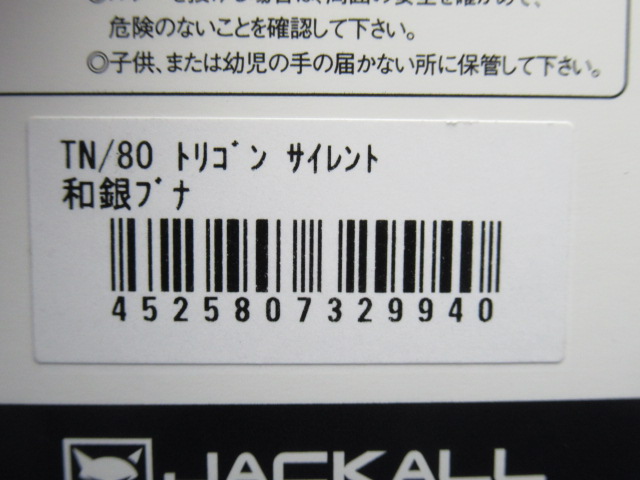 危険のないことを確認して下さい。
◎子供、または幼児の手の届かない所に保管して下さい。
TN/80 ﾄﾘｺﾞﾝ ｻｲﾚﾝﾄ
和銀ﾌﾞﾅ
4525807329940
JACKALL